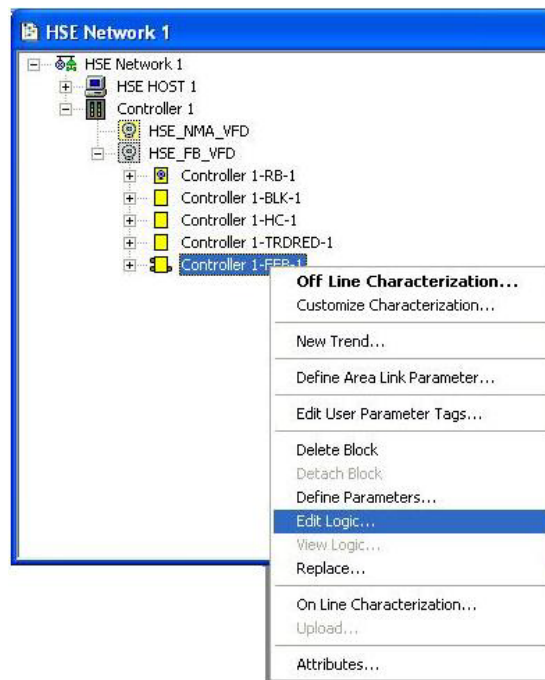 HSE Network 1
HSE Network 1
HSE HOST 1
Controller 1
HSE_NMA_VFD
HSE_FB_VFD
Controller 1-RB-1
Controller 1-BLK-1
Controller 1-HC-1
Controller 1-TRDRED-1
Controller 1-FFB-1
Off Line Characterization...
Customize Characterization...
New Trend...
Define Area Link Parameter...
Edit User Parameter Tags...
Delete Block
Detach Block
Define Parameters...
Edit Logic...
View Logic...
Replace...
On Line Characterization...
Upload...
Attributes...